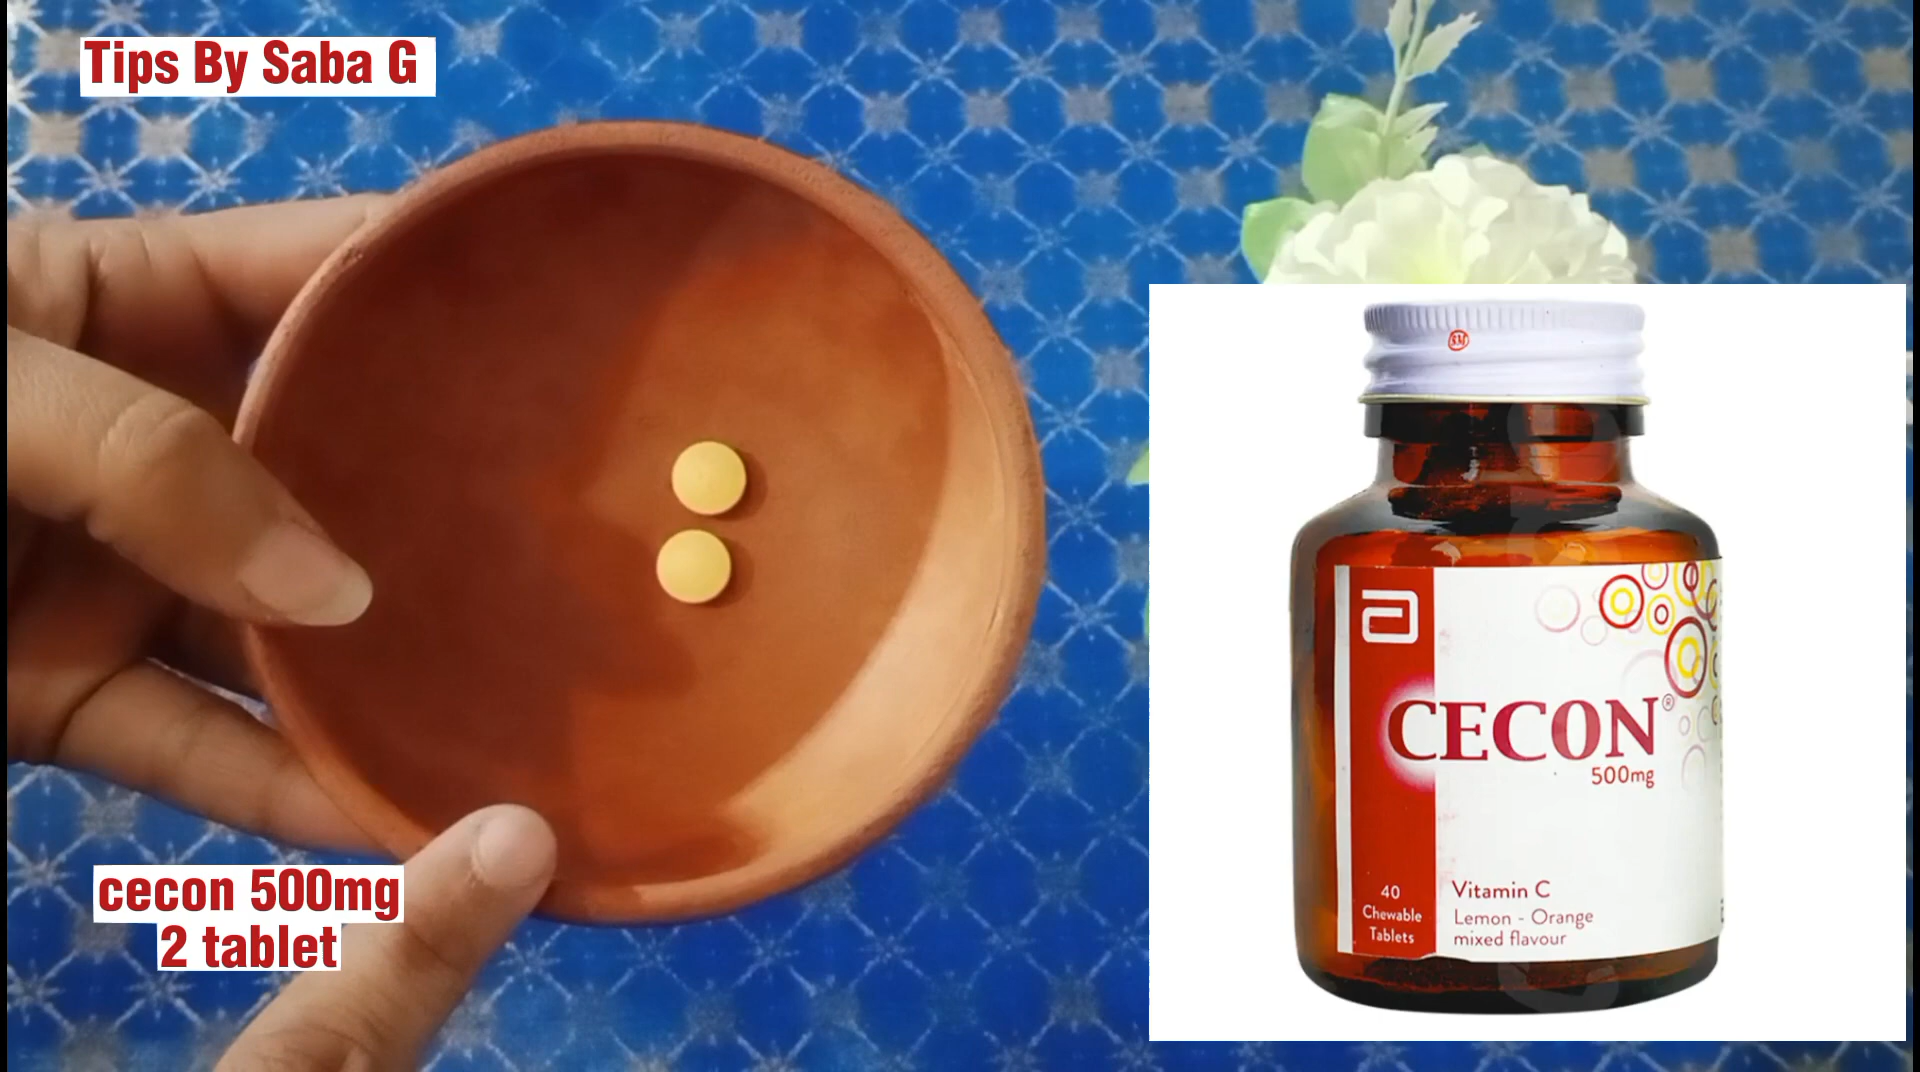 Tips By Saba G
cecon 500mg
2 tablet
CECON®
500mg
40
Chewable
Tablets
Vitamin C
Lemon - Orange
mixed flavour